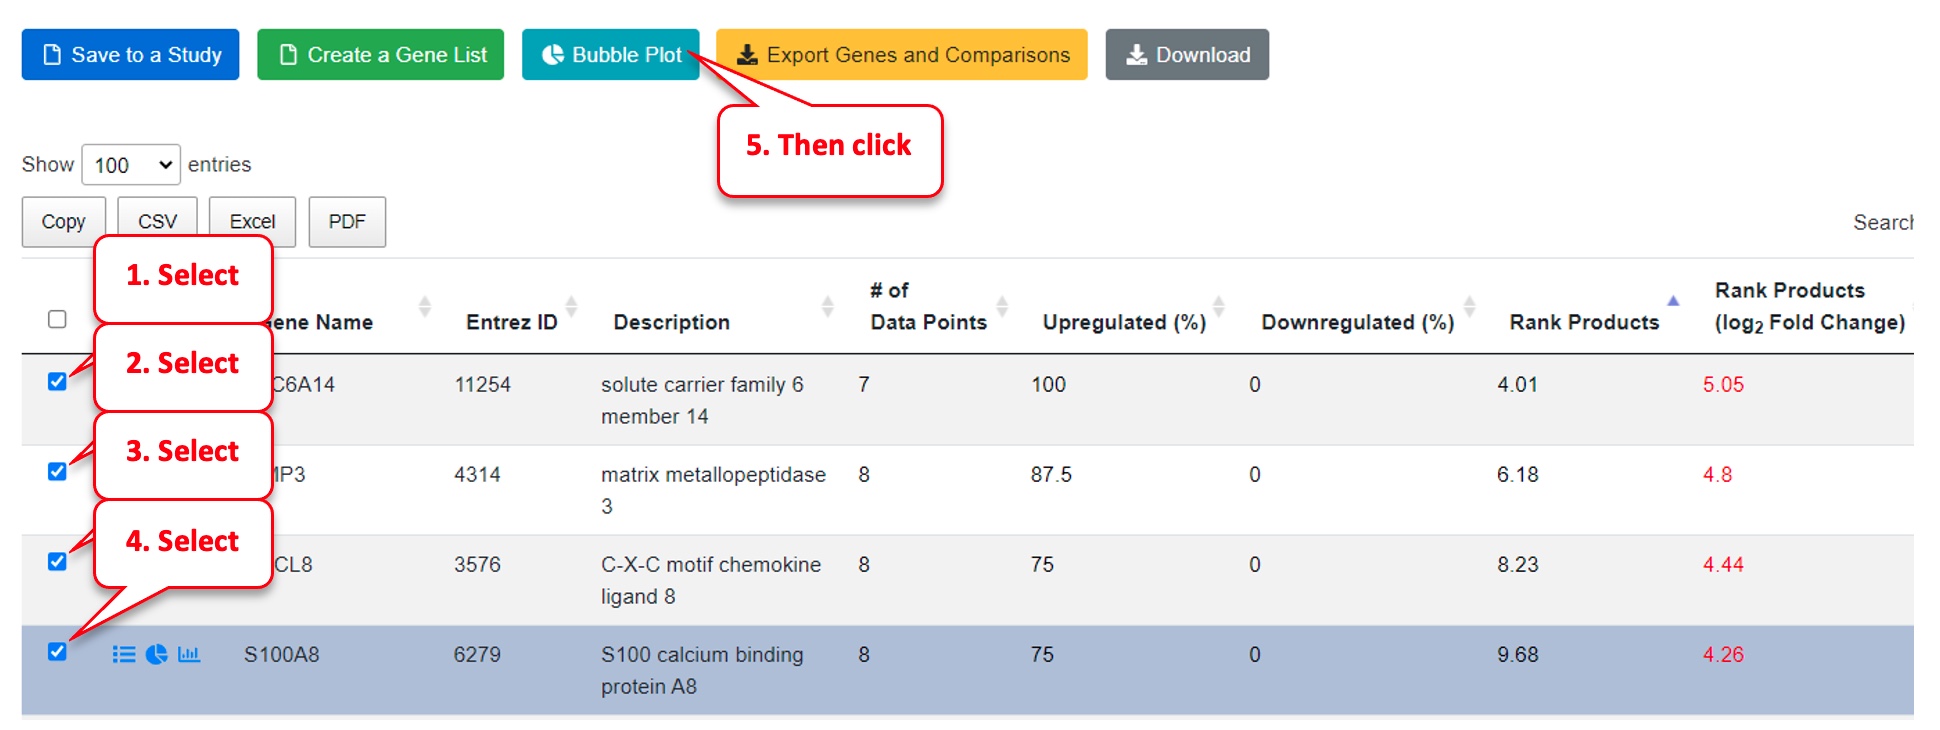 Save to a Study Create a Gene List Bubble Plot Export Genes and Comparisons Download
5. Then click
Show 100 entries
Copy CSV Excel PDF
Search
1. Select
# of
Data Points
Rank Products
(log2 Fold Change)
ene Name Entrez ID Description Upregulated (%) Downregulated (%) Rank Products
2. Select
C6A14 11254 solute carrier family 6 7 100 0 4.01 5.05
member 14
3. Select
MP3 4314 matrix metallopeptidase 8 87.5 0 6.18 4.8
3
4. Select
CL8 3576 C-X-C motif chemokine 8 75 0 8.23 4.44
ligand 8
S100A8 6279 S100 calcium binding 8 75 0 9.68 4.26
protein A8